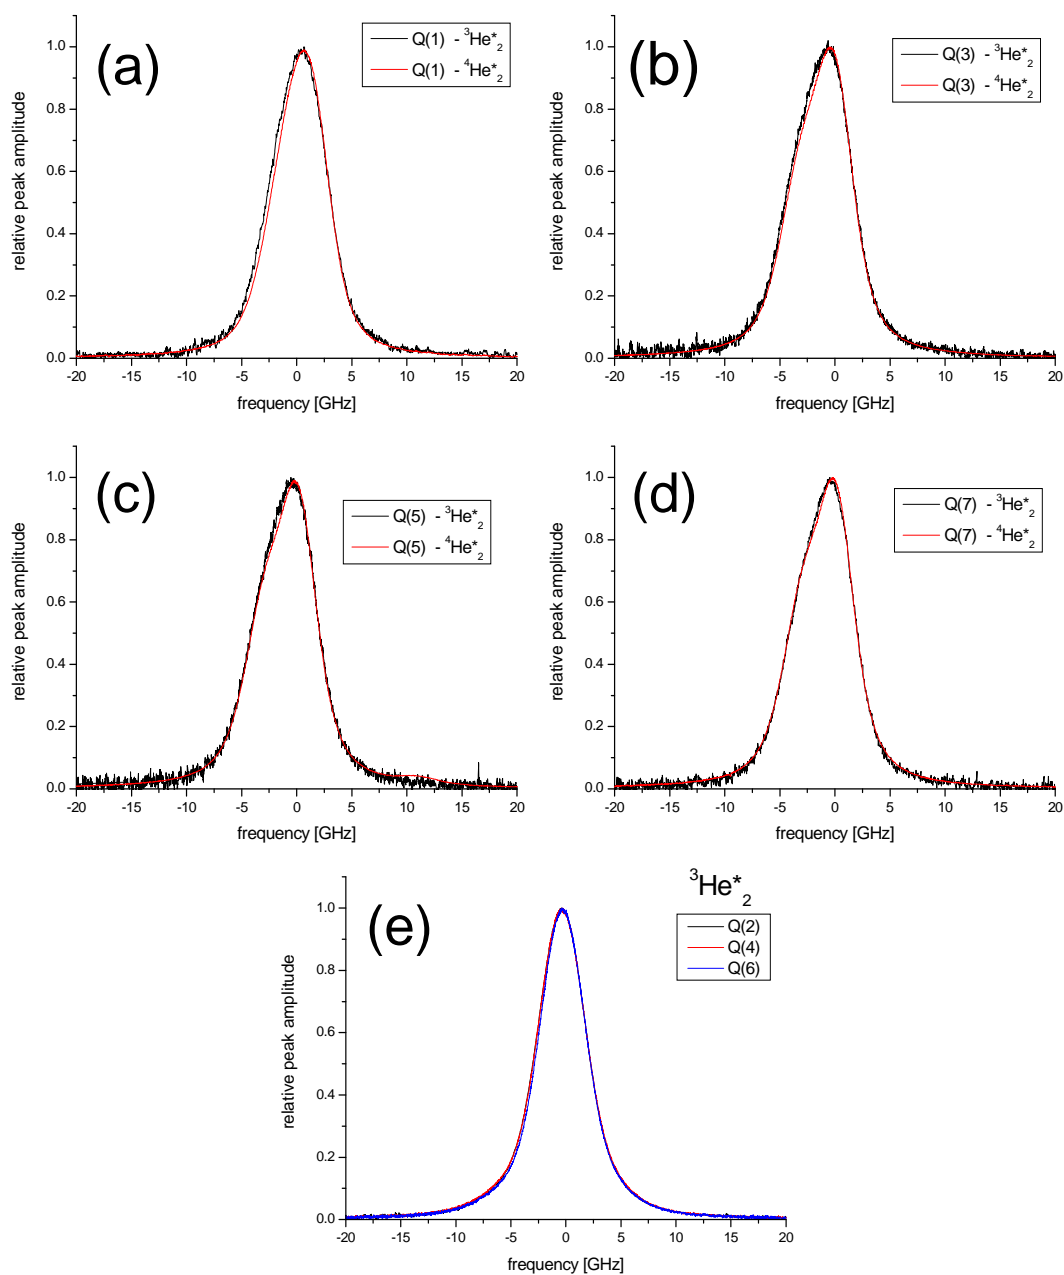 (a)
Q(1) - ³He*₂
Q(1) - ⁴He*₂
1.0
0.8
0.6
0.4
0.2
0.0
relative peak amplitude
-20 -15 -10 -5 0 5 10 15 20
frequency [GHz]
(b)
Q(3) - ³He*₂
Q(3) - ⁴He*₂
1.0
0.8
0.6
0.4
0.2
0.0
relative peak amplitude
-20 -15 -10 -5 0 5 10 15 20
frequency [GHz]
(c)
Q(5) - ³He*₂
Q(5) - ⁴He*₂
1.0
0.8
0.6
0.4
0.2
0.0
relative peak amplitude
-20 -15 -10 -5 0 5 10 15 20
frequency [GHz]
(d)
Q(7) - ³He*₂
Q(7) - ⁴He*₂
1.0
0.8
0.6
0.4
0.2
0.0
relative peak amplitude
-20 -15 -10 -5 0 5 10 15 20
frequency [GHz]
(e)
³He*₂
Q(2)
Q(4)
Q(6)
1.0
0.8
0.6
0.4
0.2
0.0
relative peak amplitude
-20 -15 -10 -5 0 5 10 15 20
frequency [GHz]